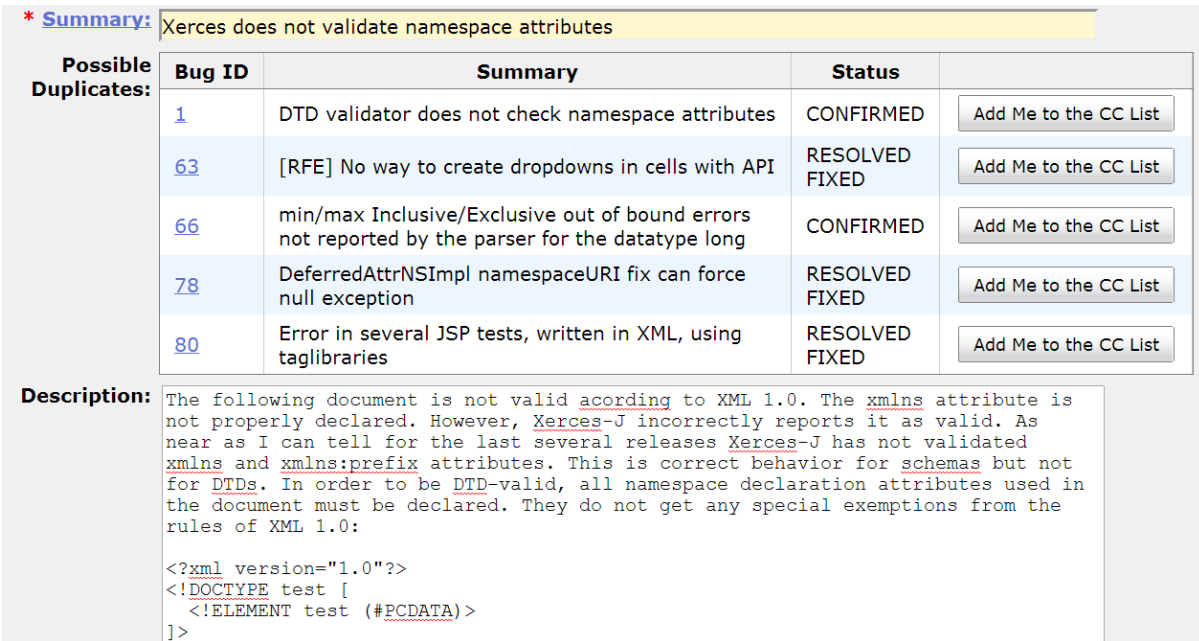 * Summary: Xerces does not validate namespace attributes
Possible Duplicates:
Bug ID Summary Status
1 DTD validator does not check namespace attributes CONFIRMED Add Me to the CC List
63 [RFE] No way to create dropdowns in cells with API RESOLVED FIXED Add Me to the CC List
66 min/max Inclusive/Exclusive out of bound errors
not reported by the parser for the datatype long CONFIRMED Add Me to the CC List
78 DeferredAttrNSImpl namespaceURI fix can force
null exception RESOLVED FIXED Add Me to the CC List
80 Error in several JSP tests, written in XML, using
taglibraries RESOLVED FIXED Add Me to the CC List
Description:
The following document is not valid acording to XML 1.0. The xmlns attribute is
not properly declared. However, Xerces-J incorrectly reports it as valid. As
near as I can tell for the last several releases Xerces-J has not validated
xmlns and xmlns:prefix attributes. This is correct behavior for schemas but not
for DTDs. In order to be DTD-valid, all namespace declaration attributes used in
the document must be declared. They do not get any special exemptions from the
rules of XML 1.0:
<?xml version="1.0"?>
<!DOCTYPE test [
<!ELEMENT test (#PCDATA)>
]>